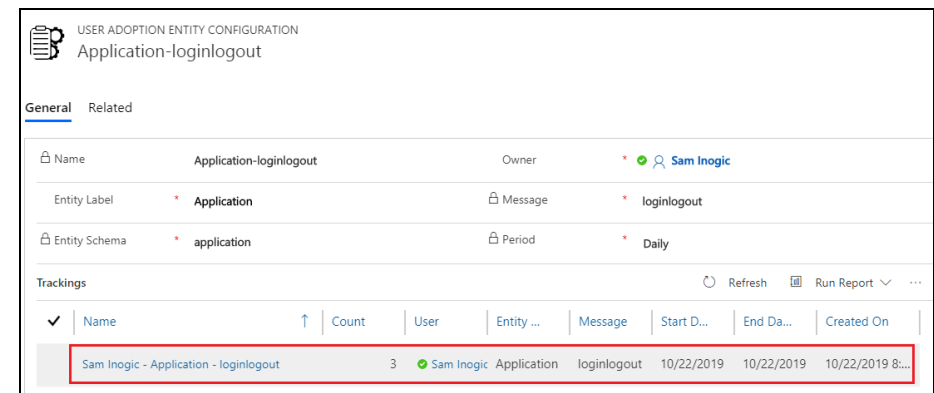 USER ADOPTION ENTITY CONFIGURATION
Application-loginlogout
General Related
Name Application-loginlogout Owner * Sam Inogic
Entity Label * Application Message * loginlogout
Entity Schema * application Period * Daily
Trackings Refresh Run Report ...
Name ↑ Count User Entity ... Message Start D... End Da... Created On
Sam Inogic - Application - loginlogout 3 Sam Inogic Application loginlogout 10/22/2019 10/22/2019 10/22/2019 8:...